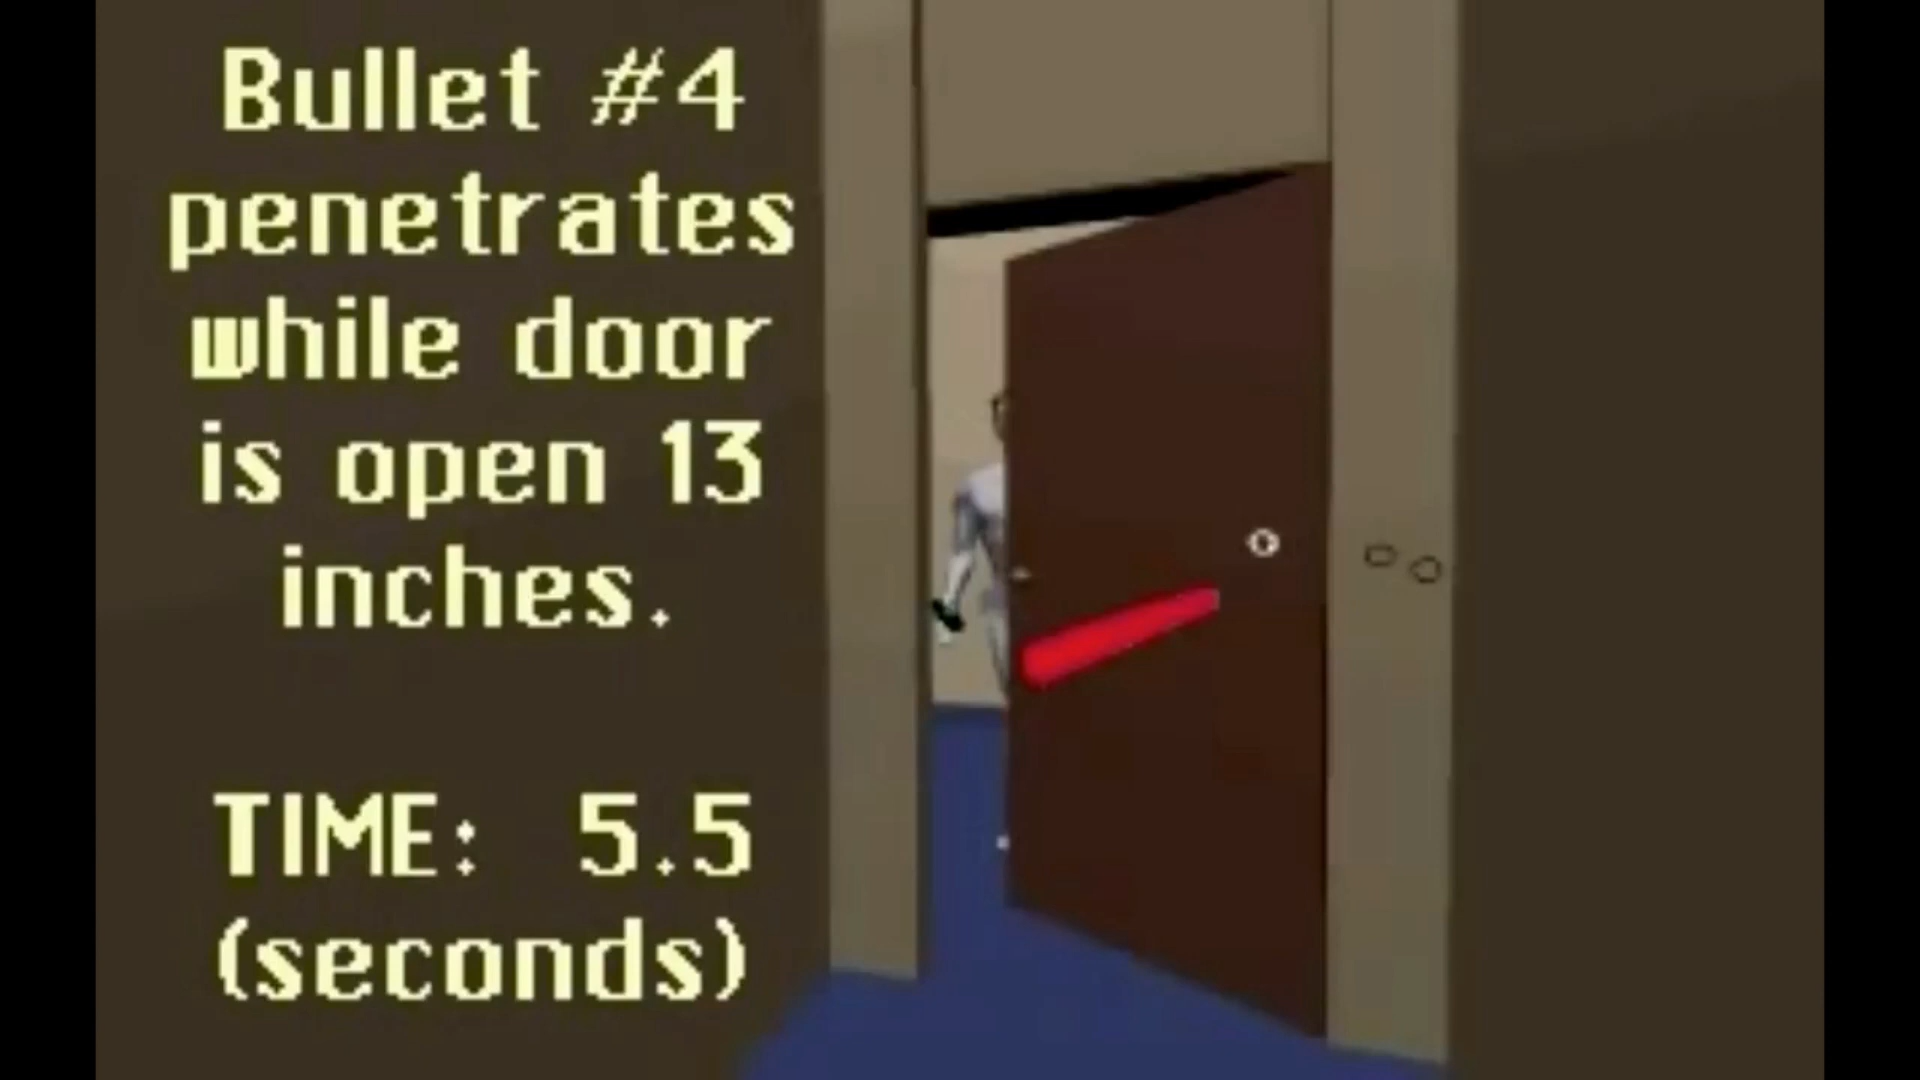 Bullet #4
penetrates
while door
is open 13
inches.
TIME: 5.5
(seconds)